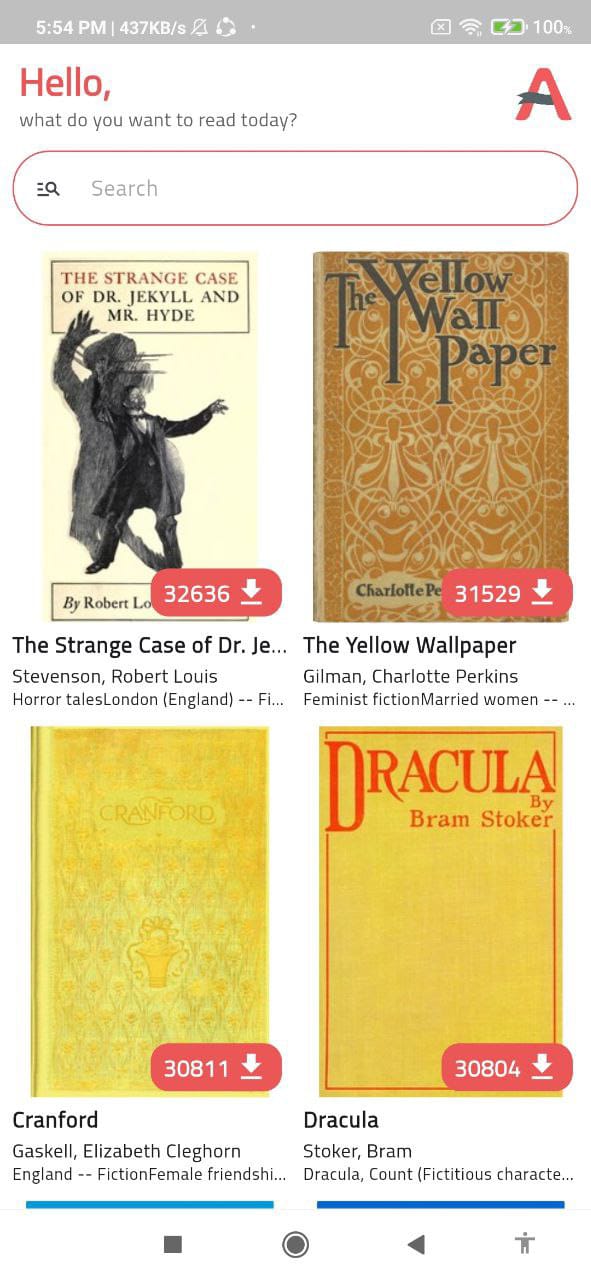 5:54 PM | 437KB/s
100%
Hello,
what do you want to read today?
Search
THE STRANGE CASE
OF DR. JEKYLL AND
MR. HYDE
By Robert Lo
32636
The Strange Case of Dr. Je...
Stevenson, Robert Louis
Horror talesLondon (England) -- Fi...
The Yellow
Wall
Paper
Charlotte Pe
31529
The Yellow Wallpaper
Gilman, Charlotte Perkins
Feminist fictionMarried women -- ...
CRANFORD
30811
Cranford
Gaskell, Elizabeth Cleghorn
England -- FictionFemale friendshi...
DRACULA
By
Bram Stoker
30804
Dracula
Stoker, Bram
Dracula, Count (Fictitious characte...